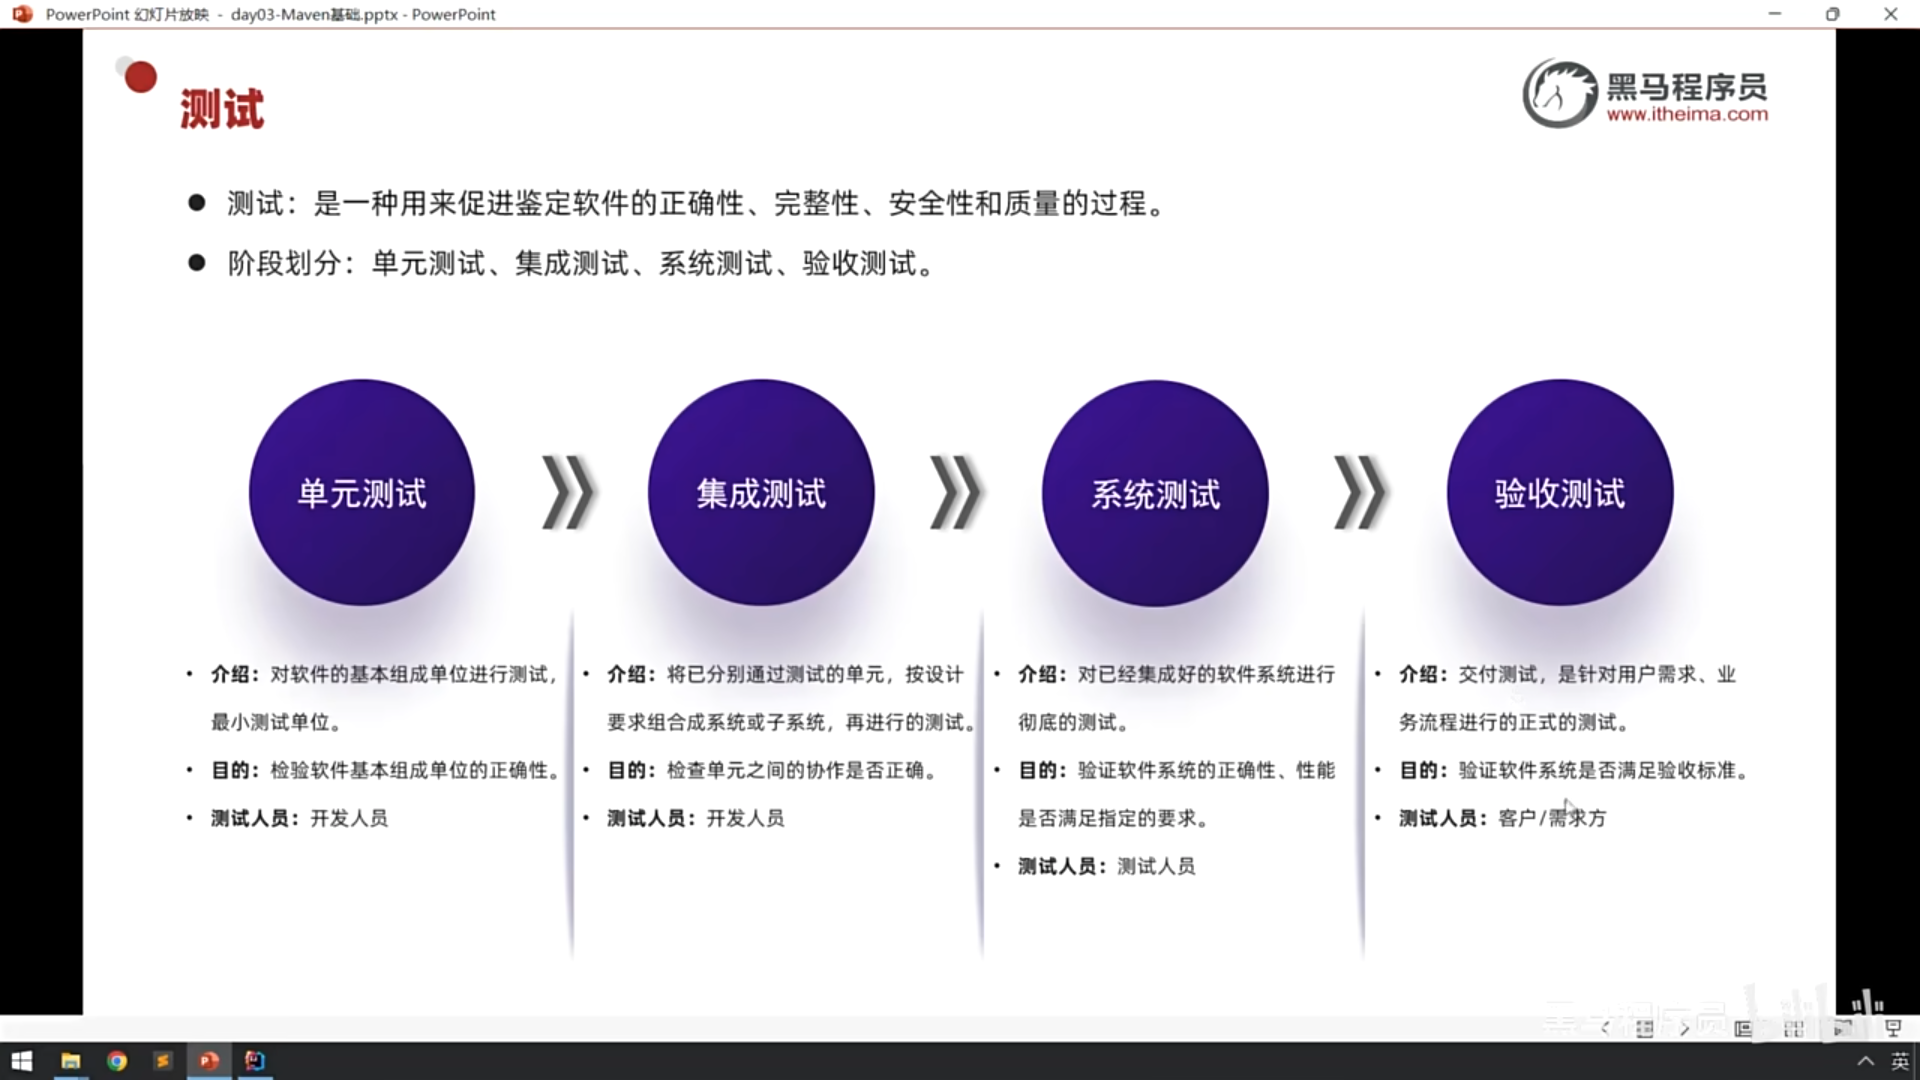 PowerPoint 幻灯片放映 - day03-Maven基础.pptx - PowerPoint
测试
黑马程序员
www.itheima.com
● 测试：是一种用来促进鉴定软件的正确性、完整性、安全性和质量的过程。
● 阶段划分：单元测试、集成测试、系统测试、验收测试。
单元测试
集成测试
系统测试
验收测试
• 介绍：对软件的基本组成单位进行测试，
最小测试单位。
• 目的：检验软件基本组成单位的正确性。
• 测试人员：开发人员
• 介绍：将已分别通过测试的单元，按设计
要求组合成系统或子系统，再进行的测试。
• 目的：检查单元之间的协作是否正确。
• 测试人员：开发人员
• 介绍：对已经集成好的软件系统进行
彻底的测试。
• 目的：验证软件系统的正确性、性能
是否满足指定的要求。
• 测试人员：测试人员
• 介绍：交付测试，是针对用户需求、业
务流程进行的正式的测试。
• 目的：验证软件系统是否满足验收标准。
• 测试人员：客户/需求方
黑马程序员
英